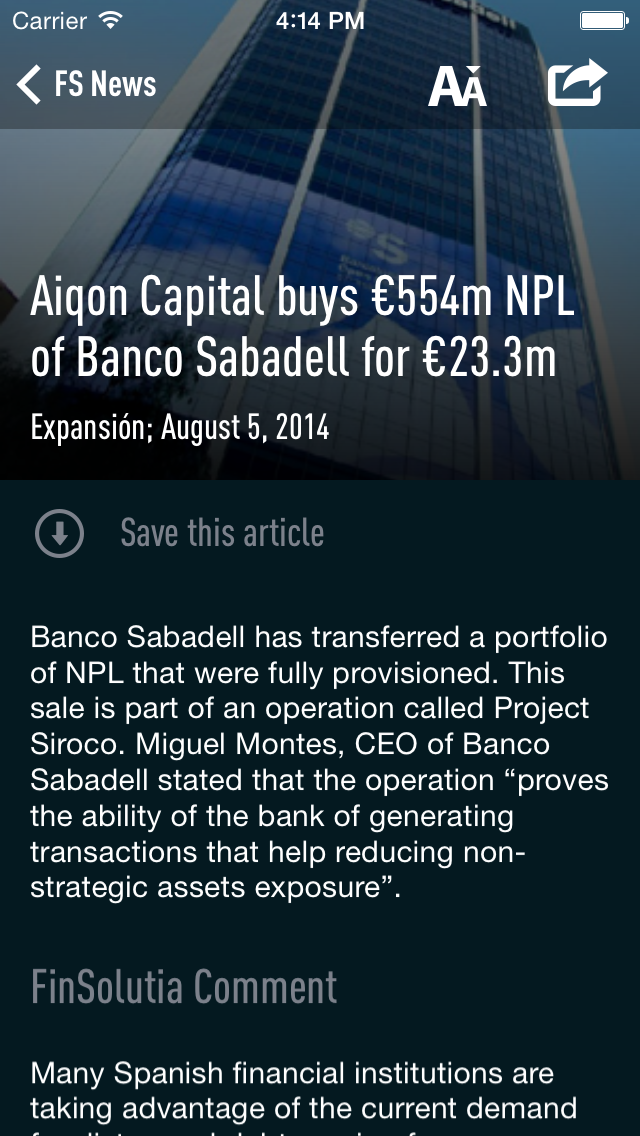 Carrier 4:14 PM
FS News AA
Aiqon Capital buys €554m NPL
of Banco Sabadell for €23.3m
Expansión; August 5, 2014
Save this article
Banco Sabadell has transferred a portfolio
of NPL that were fully provisioned. This
sale is part of an operation called Project
Siroco. Miguel Montes, CEO of Banco
Sabadell stated that the operation “proves
the ability of the bank of generating
transactions that help reducing non-
strategic assets exposure”.
FinSolutia Comment
Many Spanish financial institutions are
taking advantage of the current demand